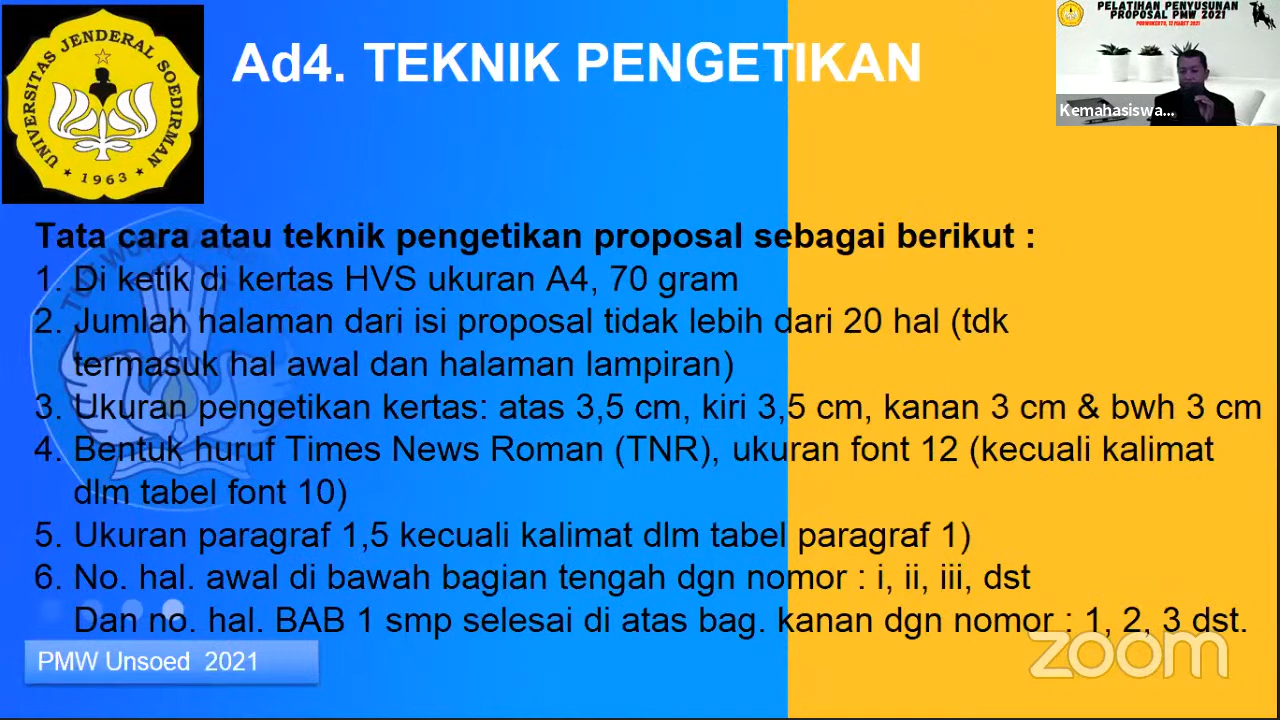 UNIVERSITAS JENDERAL SOEDIRMAN
1963
Ad4. TEKNIK PENGETIKAN
PELATIHAN PENYUSUNAN
PROPOSAL PMW 2021
PURWOKERTO, 12 MARET 2021
Kemahasiswa...
Tata cara atau teknik pengetikan proposal sebagai berikut :
1. Di ketik di kertas HVS ukuran A4, 70 gram
2. Jumlah halaman dari isi proposal tidak lebih dari 20 hal (tdk
termasuk hal awal dan halaman lampiran)
3. Ukuran pengetikan kertas: atas 3,5 cm, kiri 3,5 cm, kanan 3 cm & bwh 3 cm
4. Bentuk huruf Times News Roman (TNR), ukuran font 12 (kecuali kalimat
dlm tabel font 10)
5. Ukuran paragraf 1,5 kecuali kalimat dlm tabel paragraf 1)
6. No. hal. awal di bawah bagian tengah dgn nomor : i, ii, iii, dst
Dan no. hal. BAB 1 smp selesai di atas bag. kanan dgn nomor : 1, 2, 3 dst.
PMW Unsoed 2021
zoom